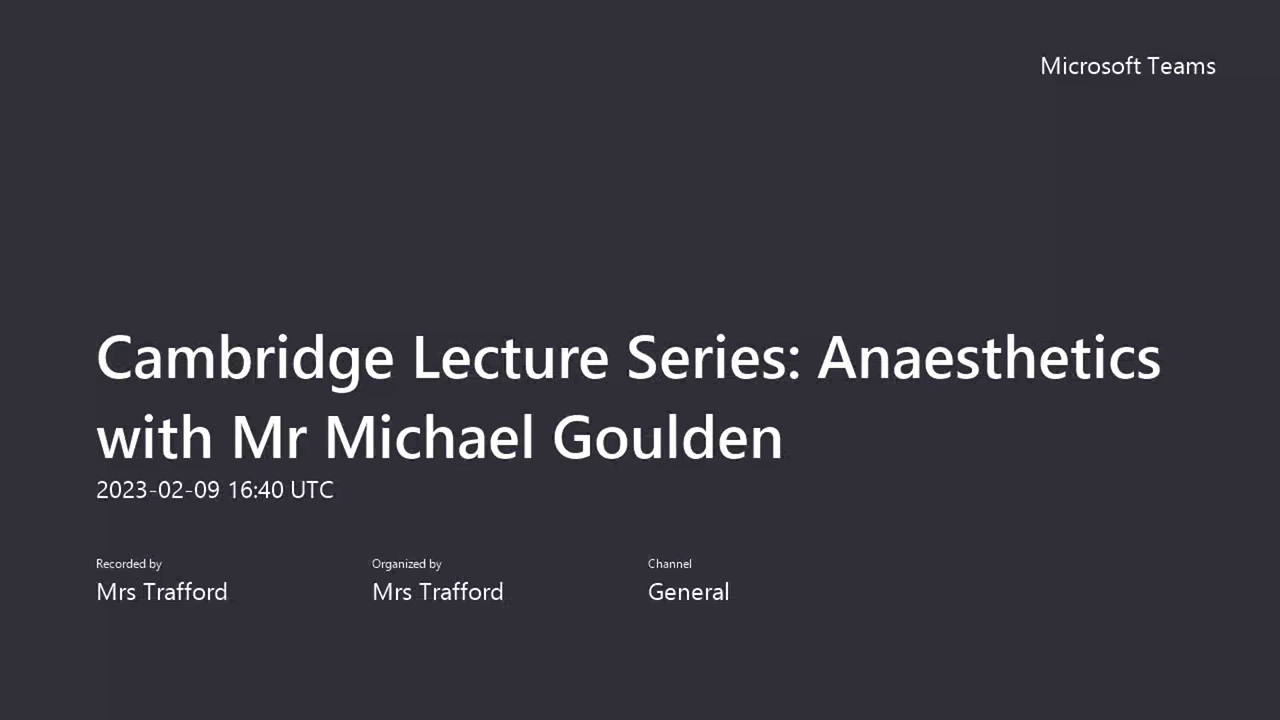 Microsoft Teams
Cambridge Lecture Series: Anaesthetics
with Mr Michael Goulden
2023-02-09 16:40 UTC
Recorded by
Mrs Trafford
Organized by
Mrs Trafford
Channel
General